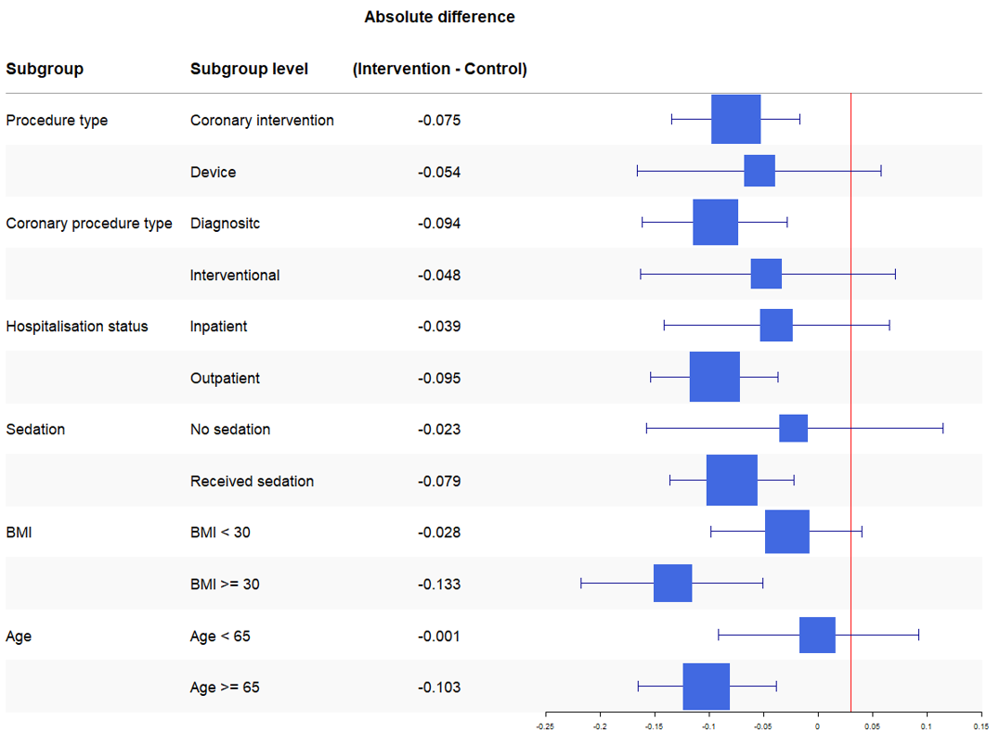 Absolute difference
Subgroup Subgroup level (Intervention - Control)
Procedure type Coronary intervention -0.075
Device -0.054
Coronary procedure type Diagnositc -0.094
Interventional -0.048
Hospitalisation status Inpatient -0.039
Outpatient -0.095
Sedation No sedation -0.023
Received sedation -0.079
BMI BMI < 30 -0.028
BMI >= 30 -0.133
Age Age < 65 -0.001
Age >= 65 -0.103
-0.25 -0.2 -0.15 -0.1 -0.05 0 0.05 0.1 0.15